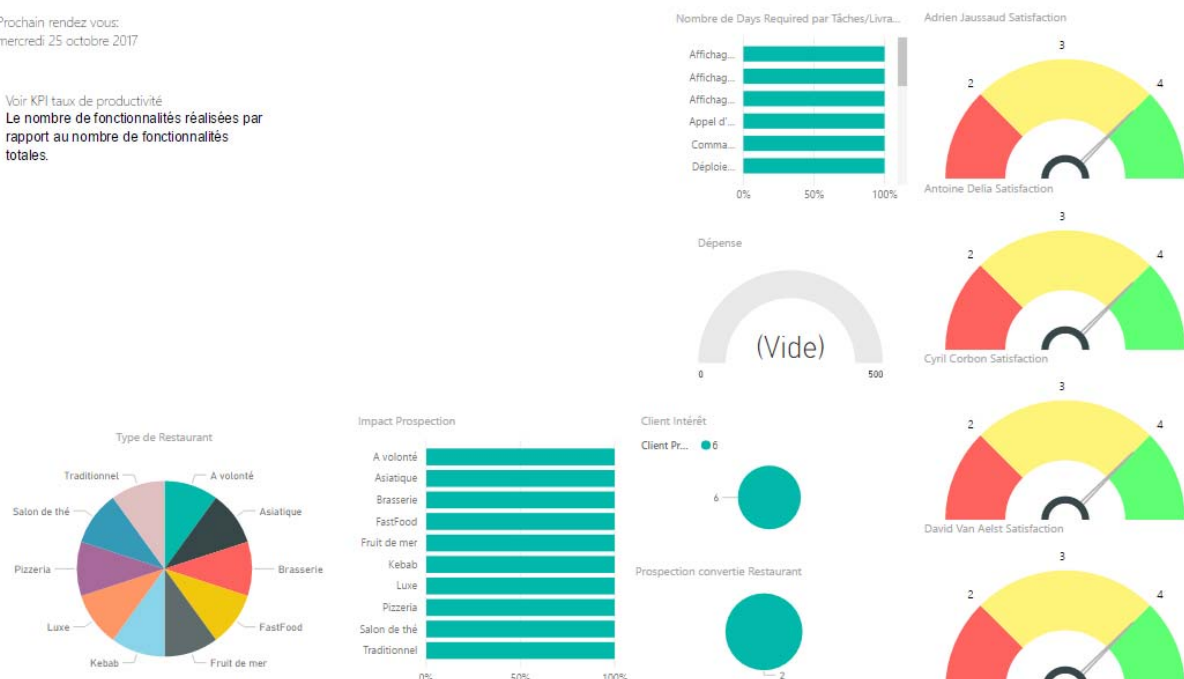 Prochain rendez vous:
mercredi 25 octobre 2017
Voir KPI taux de productivité
Le nombre de fonctionnalités réalisées par
rapport au nombre de fonctionnalités
totales.
Nombre de Days Required par Tâches/Livra...
Affichag...
Affichag...
Affichag...
Appel d'...
Comma...
Déploie...
0% 50% 100%
Dépense
(Vide)
0 500
Adrien Jaussaud Satisfaction
3
2 4
Antoine Delia Satisfaction
3
2 4
Cyril Corbon Satisfaction
3
2 4
David Van Aelst Satisfaction
3
2 4
Type de Restaurant
Traditionnel A volonté
Salon de thé Asiatique
Pizzeria Brasserie
Luxe FastFood
Kebab Fruit de mer
Impact Prospection
A volonté
Asiatique
Brasserie
FastFood
Fruit de mer
Kebab
Luxe
Pizzeria
Salon de thé
Traditionnel
0% 50% 100%
Client Intérêt
Client Pr... 6
6
Prospection convertie Restaurant
2